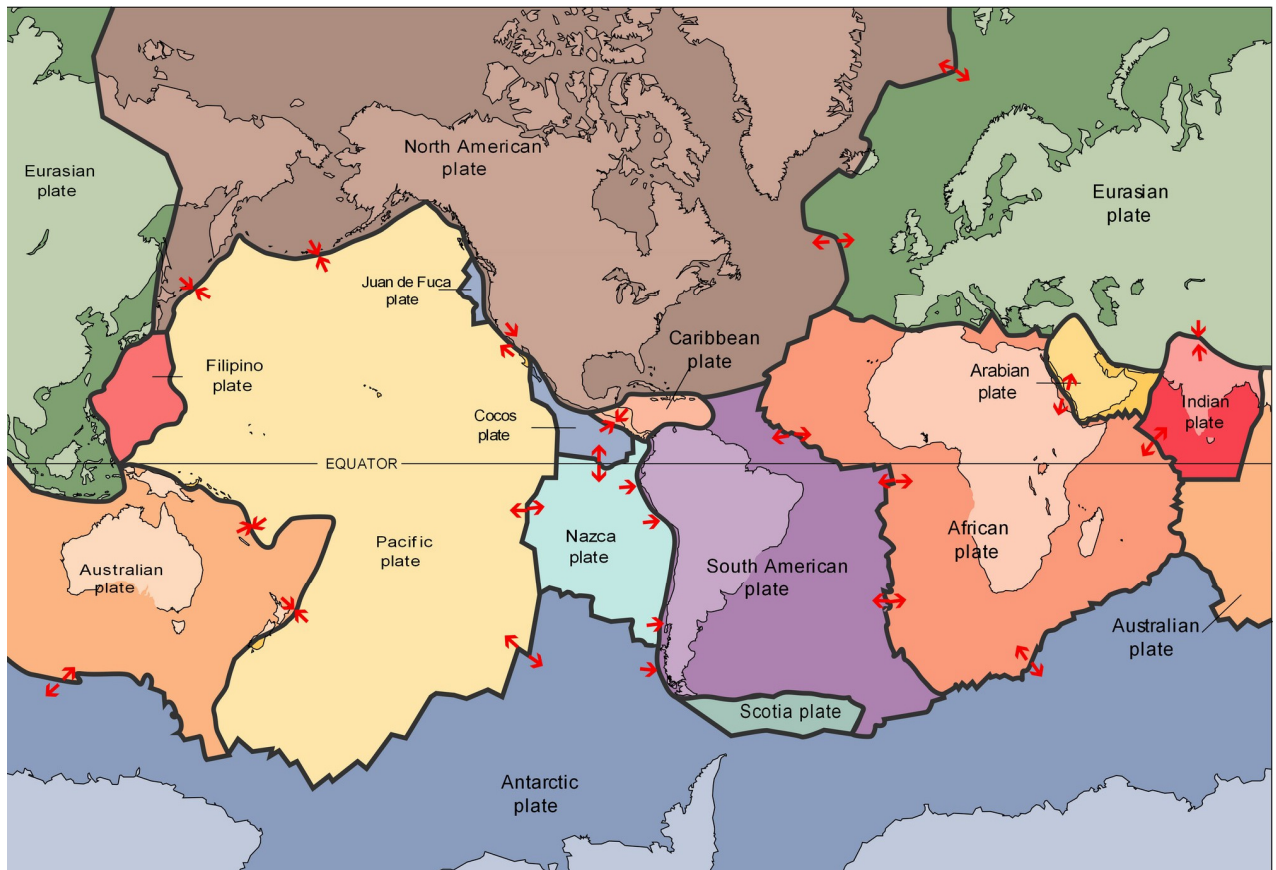 North American
plate
Eurasian
plate
Eurasian
plate
Juan de Fuca
plate
Caribbean
plate
Filipino
plate
Arabian
plate
Cocos
plate
Indian
plate
EQUATOR
Pacific
plate
Nazca
plate
African
plate
South American
plate
Australian
plate
Australian
plate
Scotia plate
Antarctic
plate